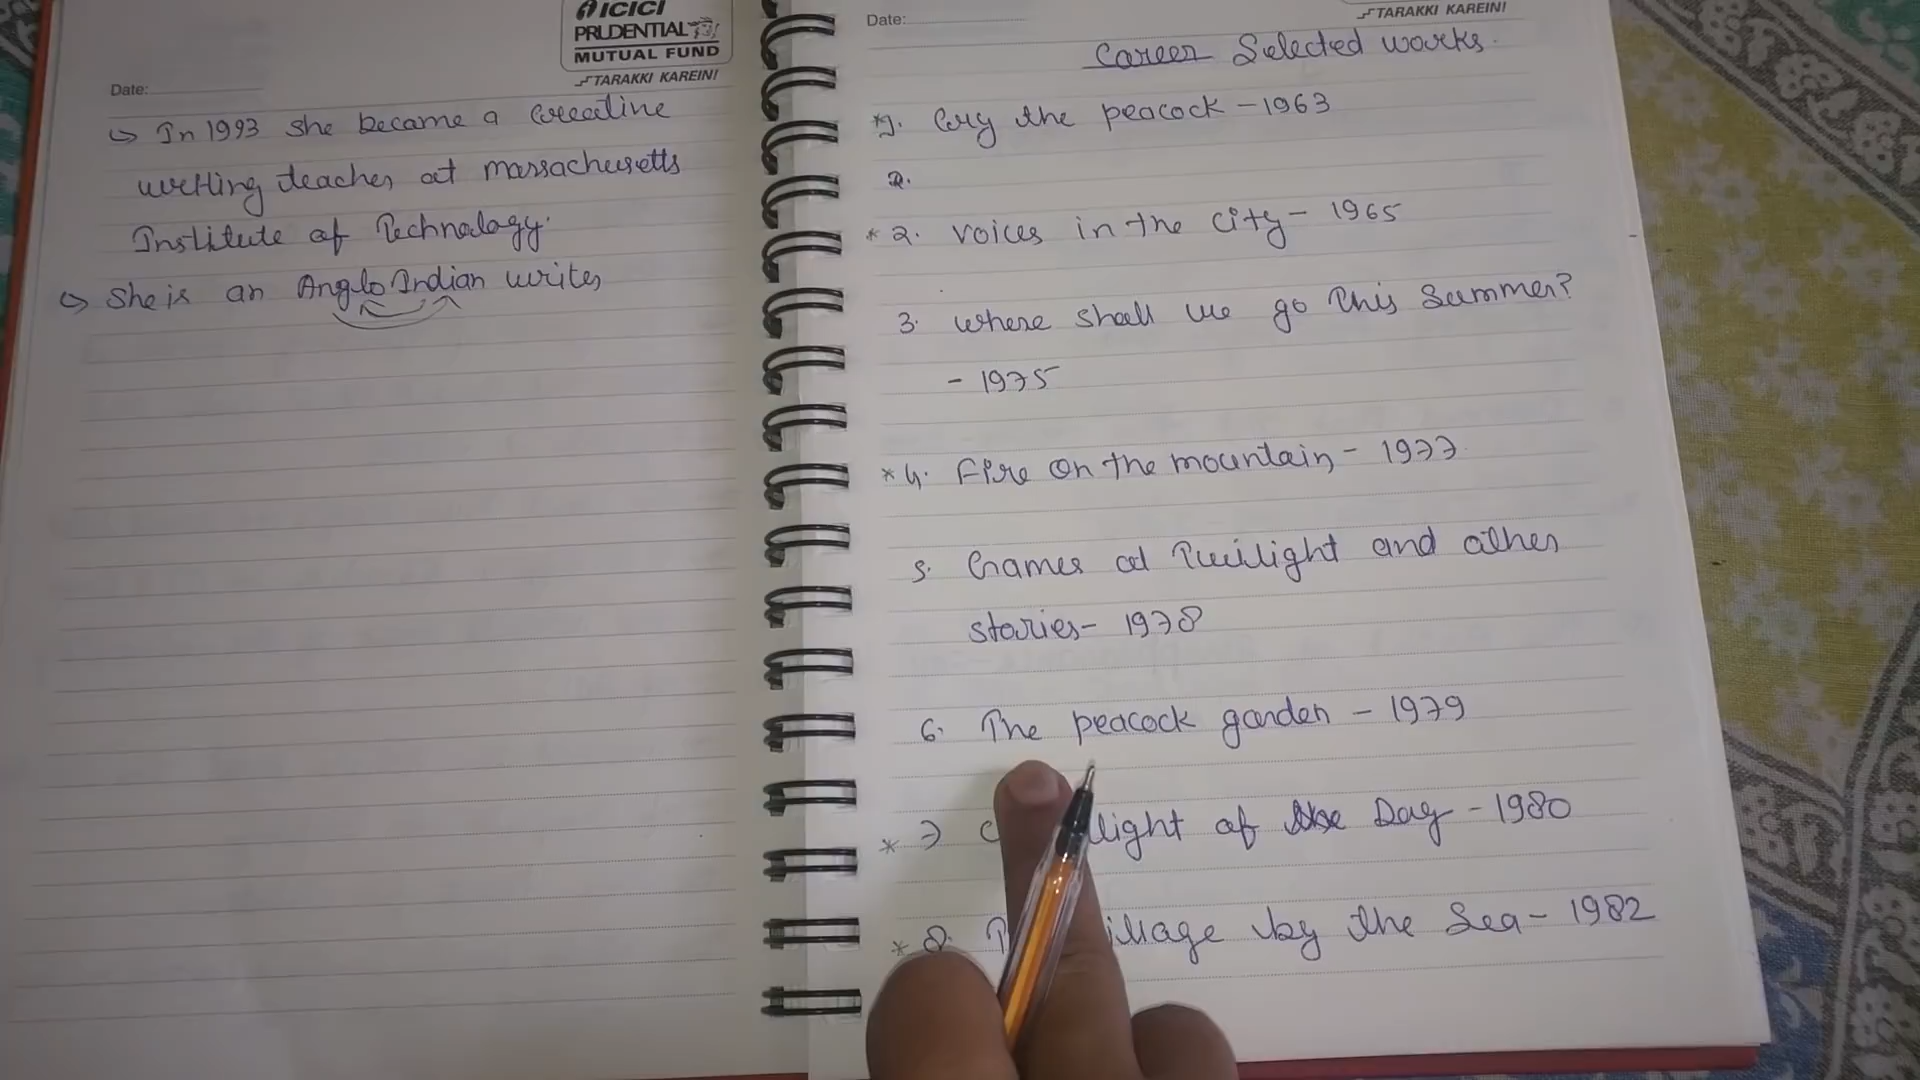 ICICI
PRUDENTIAL
MUTUAL FUND
TARAKKI KAREIN!
Date:
↪ In 1993 she became a Creative
writing teacher at massachusetts
Institute of Technology.
↪ She is an Anglo Indian writer
TARAKKI KAREIN!
Date:
Career Selected works.
*1. Cry the peacock - 1963
2.
* 2. voices in the city - 1965
3. where shall we go This Summer?
- 1975
*4. Fire on the mountain, - 1977
5. Games at Twilight and other
stories - 1978
6. The peacock garden - 1979
* 7 light of the Day - 1980
* 8. by the Sea - 1982